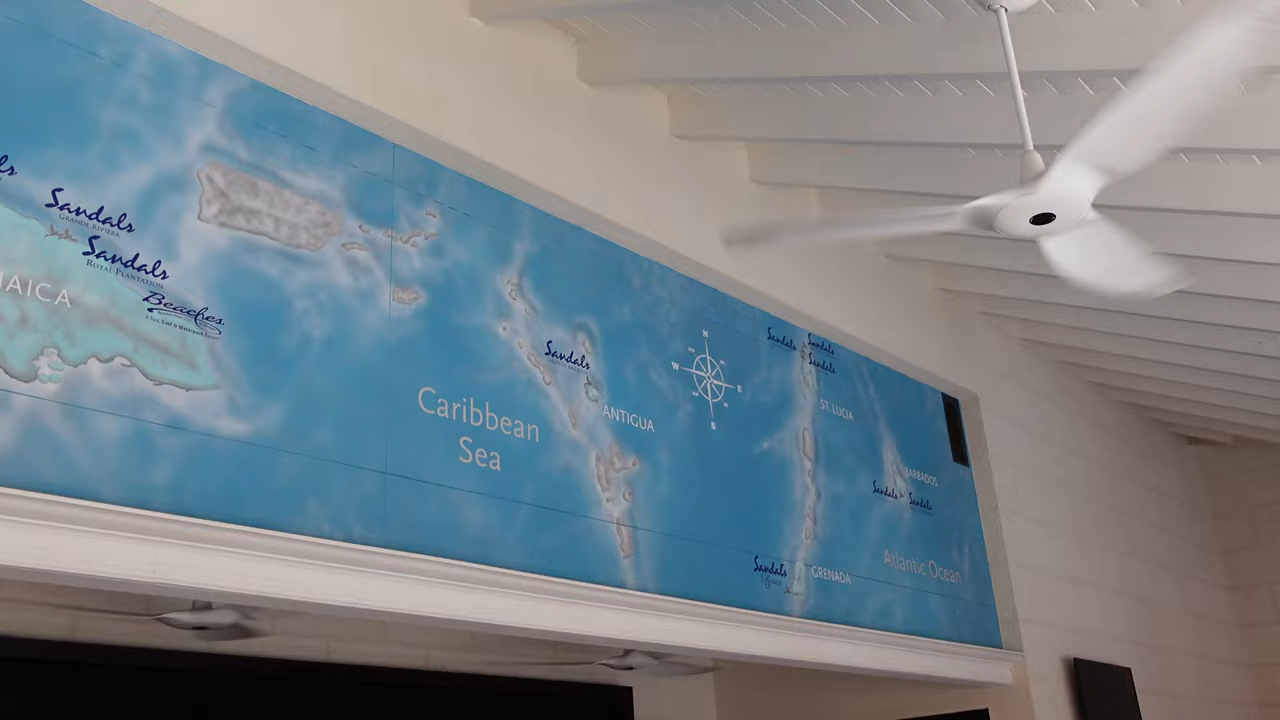 Sandals
GRANDE RIVIERA
Sandals
ROYAL PLANTATION
Beaches
MAICA
Caribbean
Sea
Sandals
ANTIGUA
N
W
E
S
Sandals
Sandals
Sandals
ST. LUCIA
BARBADOS
Sandals
Sandals
Atlantic Ocean
Sandals
GRENADA